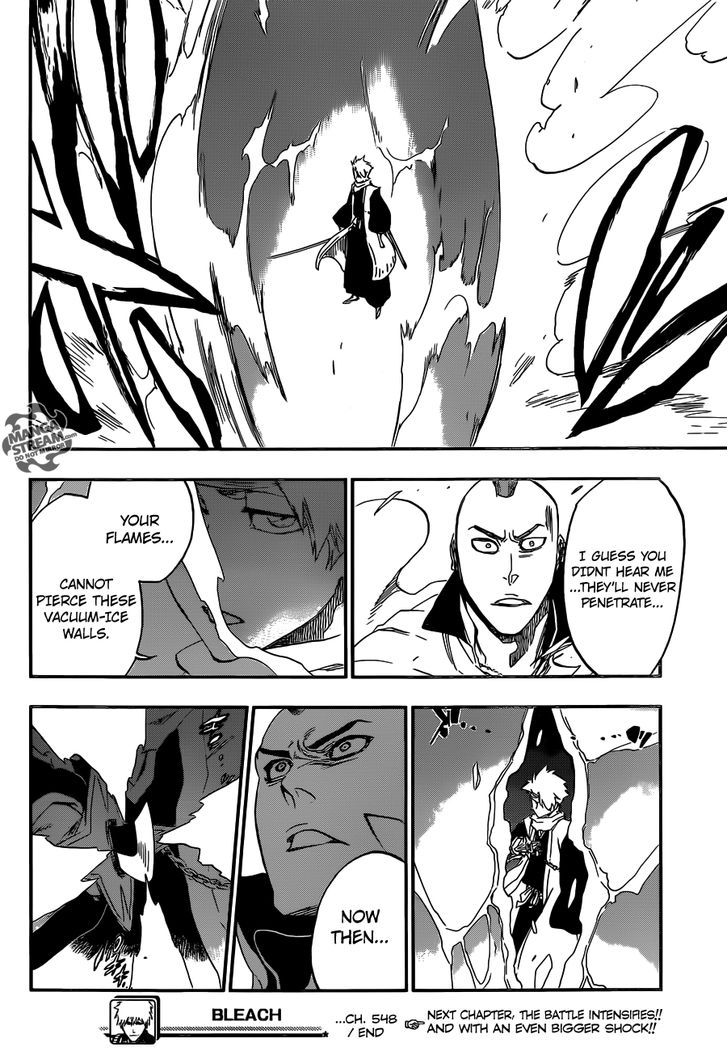 MANGA
STREAM.com
DO NOT MIRROR!
I GUESS YOU
DIDNT HEAR ME
...THEY'LL NEVER
PENETRATE...
YOUR
FLAMES...
CANNOT
PIERCE THESE
VACUUM-ICE
WALLS.
NOW
THEN...
BLEACH
...CH. 548
/ END
☞ NEXT CHAPTER, THE BATTLE INTENSIFIES!!
AND WITH AN EVEN BIGGER SHOCK!!